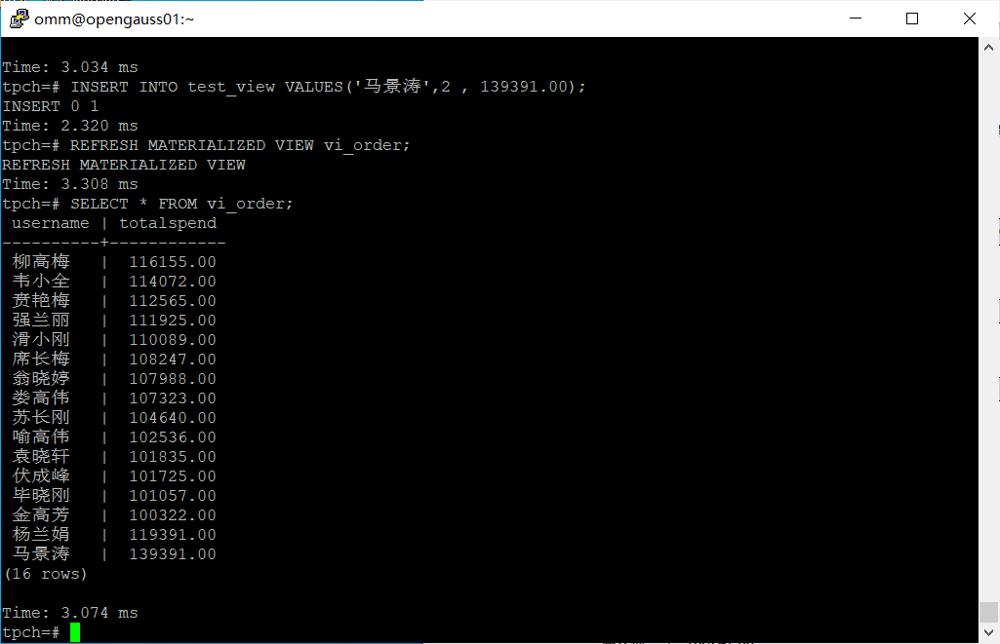 omm@opengauss01:~
Time: 3.034 ms
tpch=# INSERT INTO test_view VALUES('马景涛',2 , 139391.00);
INSERT 0 1
Time: 2.320 ms
tpch=# REFRESH MATERIALIZED VIEW vi_order;
REFRESH MATERIALIZED VIEW
Time: 3.308 ms
tpch=# SELECT * FROM vi_order;
 username | totalspend
----------+------------
 柳高梅   |  116155.00
 韦小全   |  114072.00
 贲艳梅   |  112565.00
 强兰丽   |  111925.00
 滑小刚   |  110089.00
 席长梅   |  108247.00
 翁晓婷   |  107988.00
 娄高伟   |  107323.00
 苏长刚   |  104640.00
 喻高伟   |  102536.00
 袁晓轩   |  101835.00
 伏成峰   |  101725.00
 毕晓刚   |  101057.00
 金高芳   |  100322.00
 杨兰娟   |  119391.00
 马景涛   |  139391.00
(16 rows)
Time: 3.074 ms
tpch=#